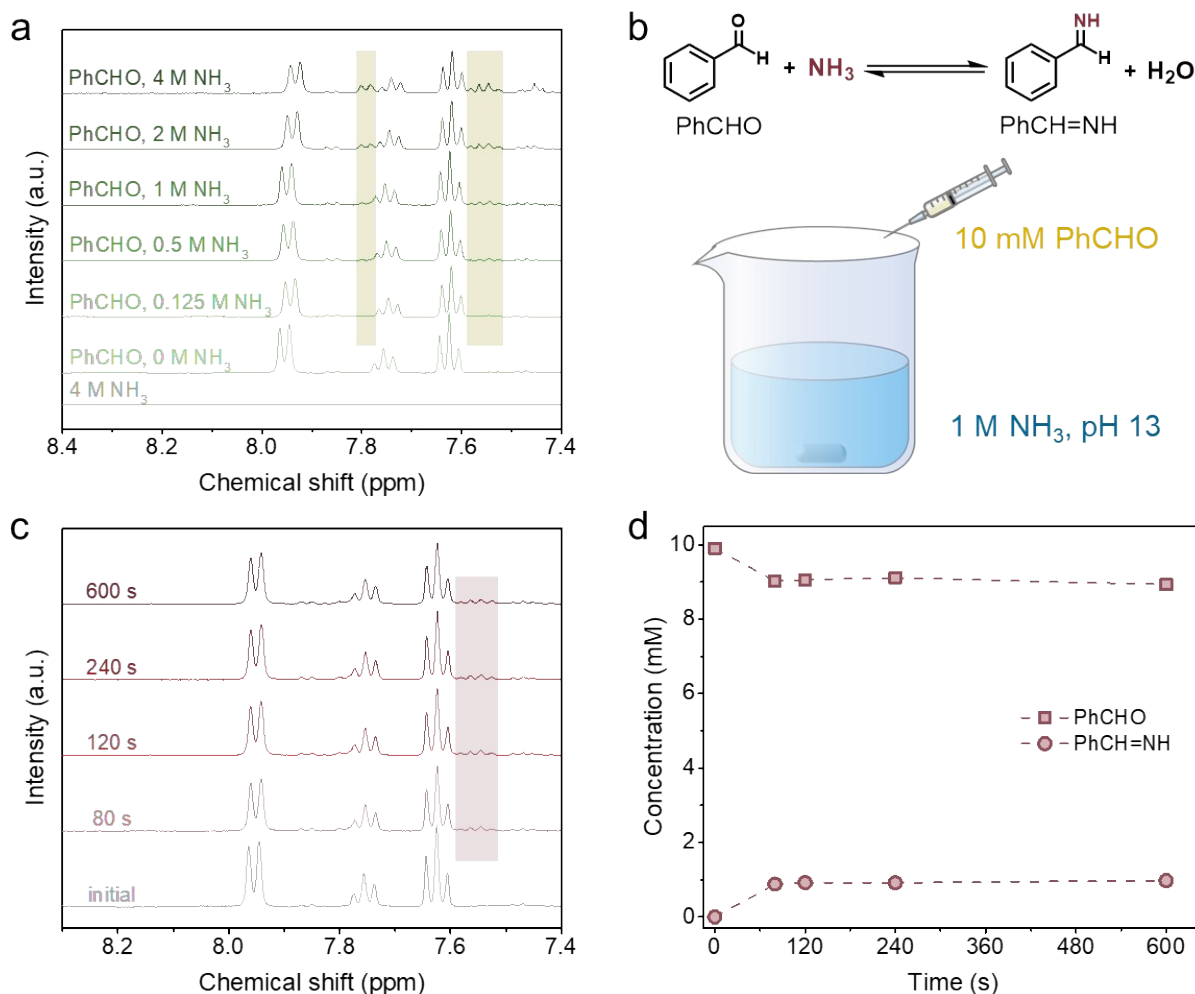 a
Intensity (a.u.)
PhCHO, 4 M NH₃
PhCHO, 2 M NH₃
PhCHO, 1 M NH₃
PhCHO, 0.5 M NH₃
PhCHO, 0.125 M NH₃
PhCHO, 0 M NH₃
4 M NH₃
8.4 8.2 8.0 7.8 7.6 7.4
Chemical shift (ppm)
b
O
H
+ NH₃
NH
H
+ H₂O
PhCHO
PhCH=NH
10 mM PhCHO
1 M NH₃, pH 13
c
Intensity (a.u.)
600 s
240 s
120 s
80 s
initial
8.2 8.0 7.8 7.6 7.4
Chemical shift (ppm)
d
Concentration (mM)
10
8
6
4
2
0
PhCHO
PhCH=NH
0 120 240 360 480 600
Time (s)